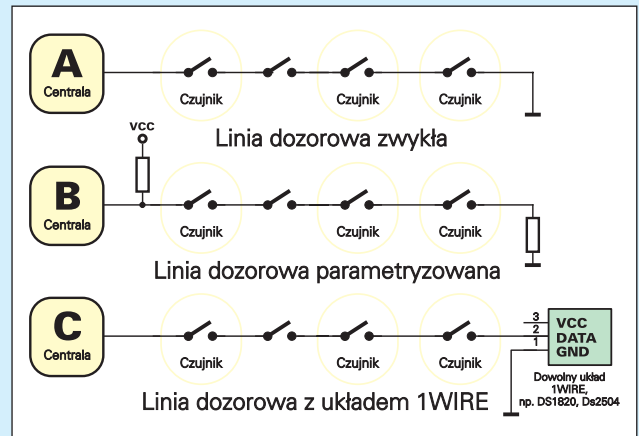 A
Centrala
Czujnik Czujnik Czujnik
Linia dozorowa zwykła
VCC
B
Centrala
Czujnik Czujnik Czujnik
Linia dozorowa parametryzowana
C
Centrala
Czujnik Czujnik Czujnik
3 VCC
2 DATA
1 GND
Dowolny układ
1WIRE,
np. DS1820, Ds2504
Linia dozorowa z układem 1WIRE